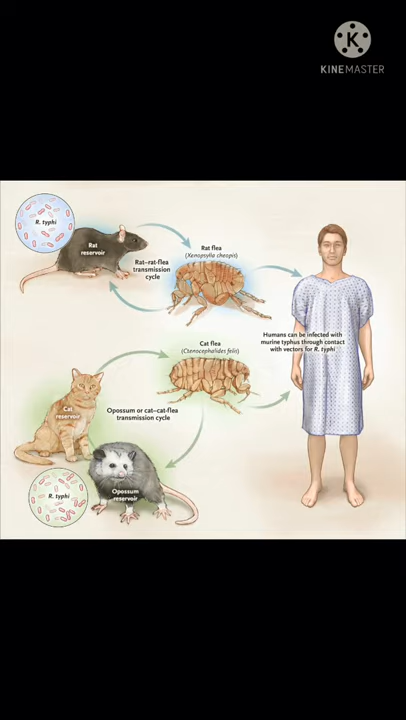 K
KINEMASTER
R. typhi
Rat
reservoir
Rat flea
(Xenopsylla cheopis)
Rat–rat-flea
transmission
cycle
Humans can be infected with
murine typhus through contact
with vectors for R. typhi
Cat flea
(Ctenocephalides felis)
Cat
reservoir
Opossum or cat–cat-flea
transmission cycle
Opossum
reservoir
R. typhi